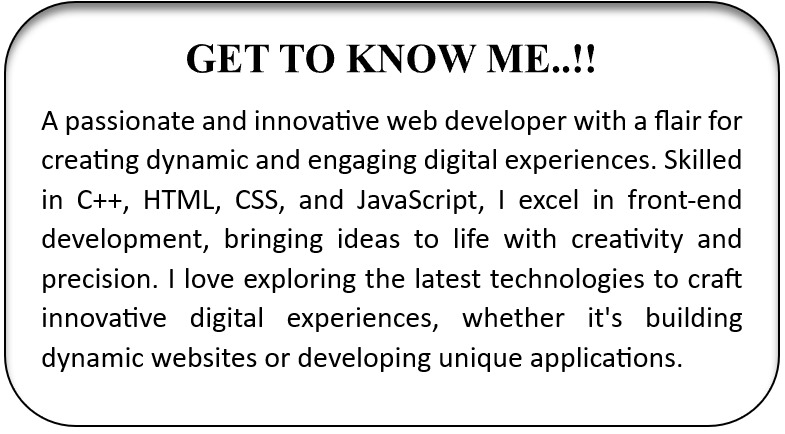 GET TO KNOW ME..!!
A passionate and innovative web developer with a flair for
creating dynamic and engaging digital experiences. Skilled
in C++, HTML, CSS, and JavaScript, I excel in front-end
development, bringing ideas to life with creativity and
precision. I love exploring the latest technologies to craft
innovative digital experiences, whether it's building
dynamic websites or developing unique applications.